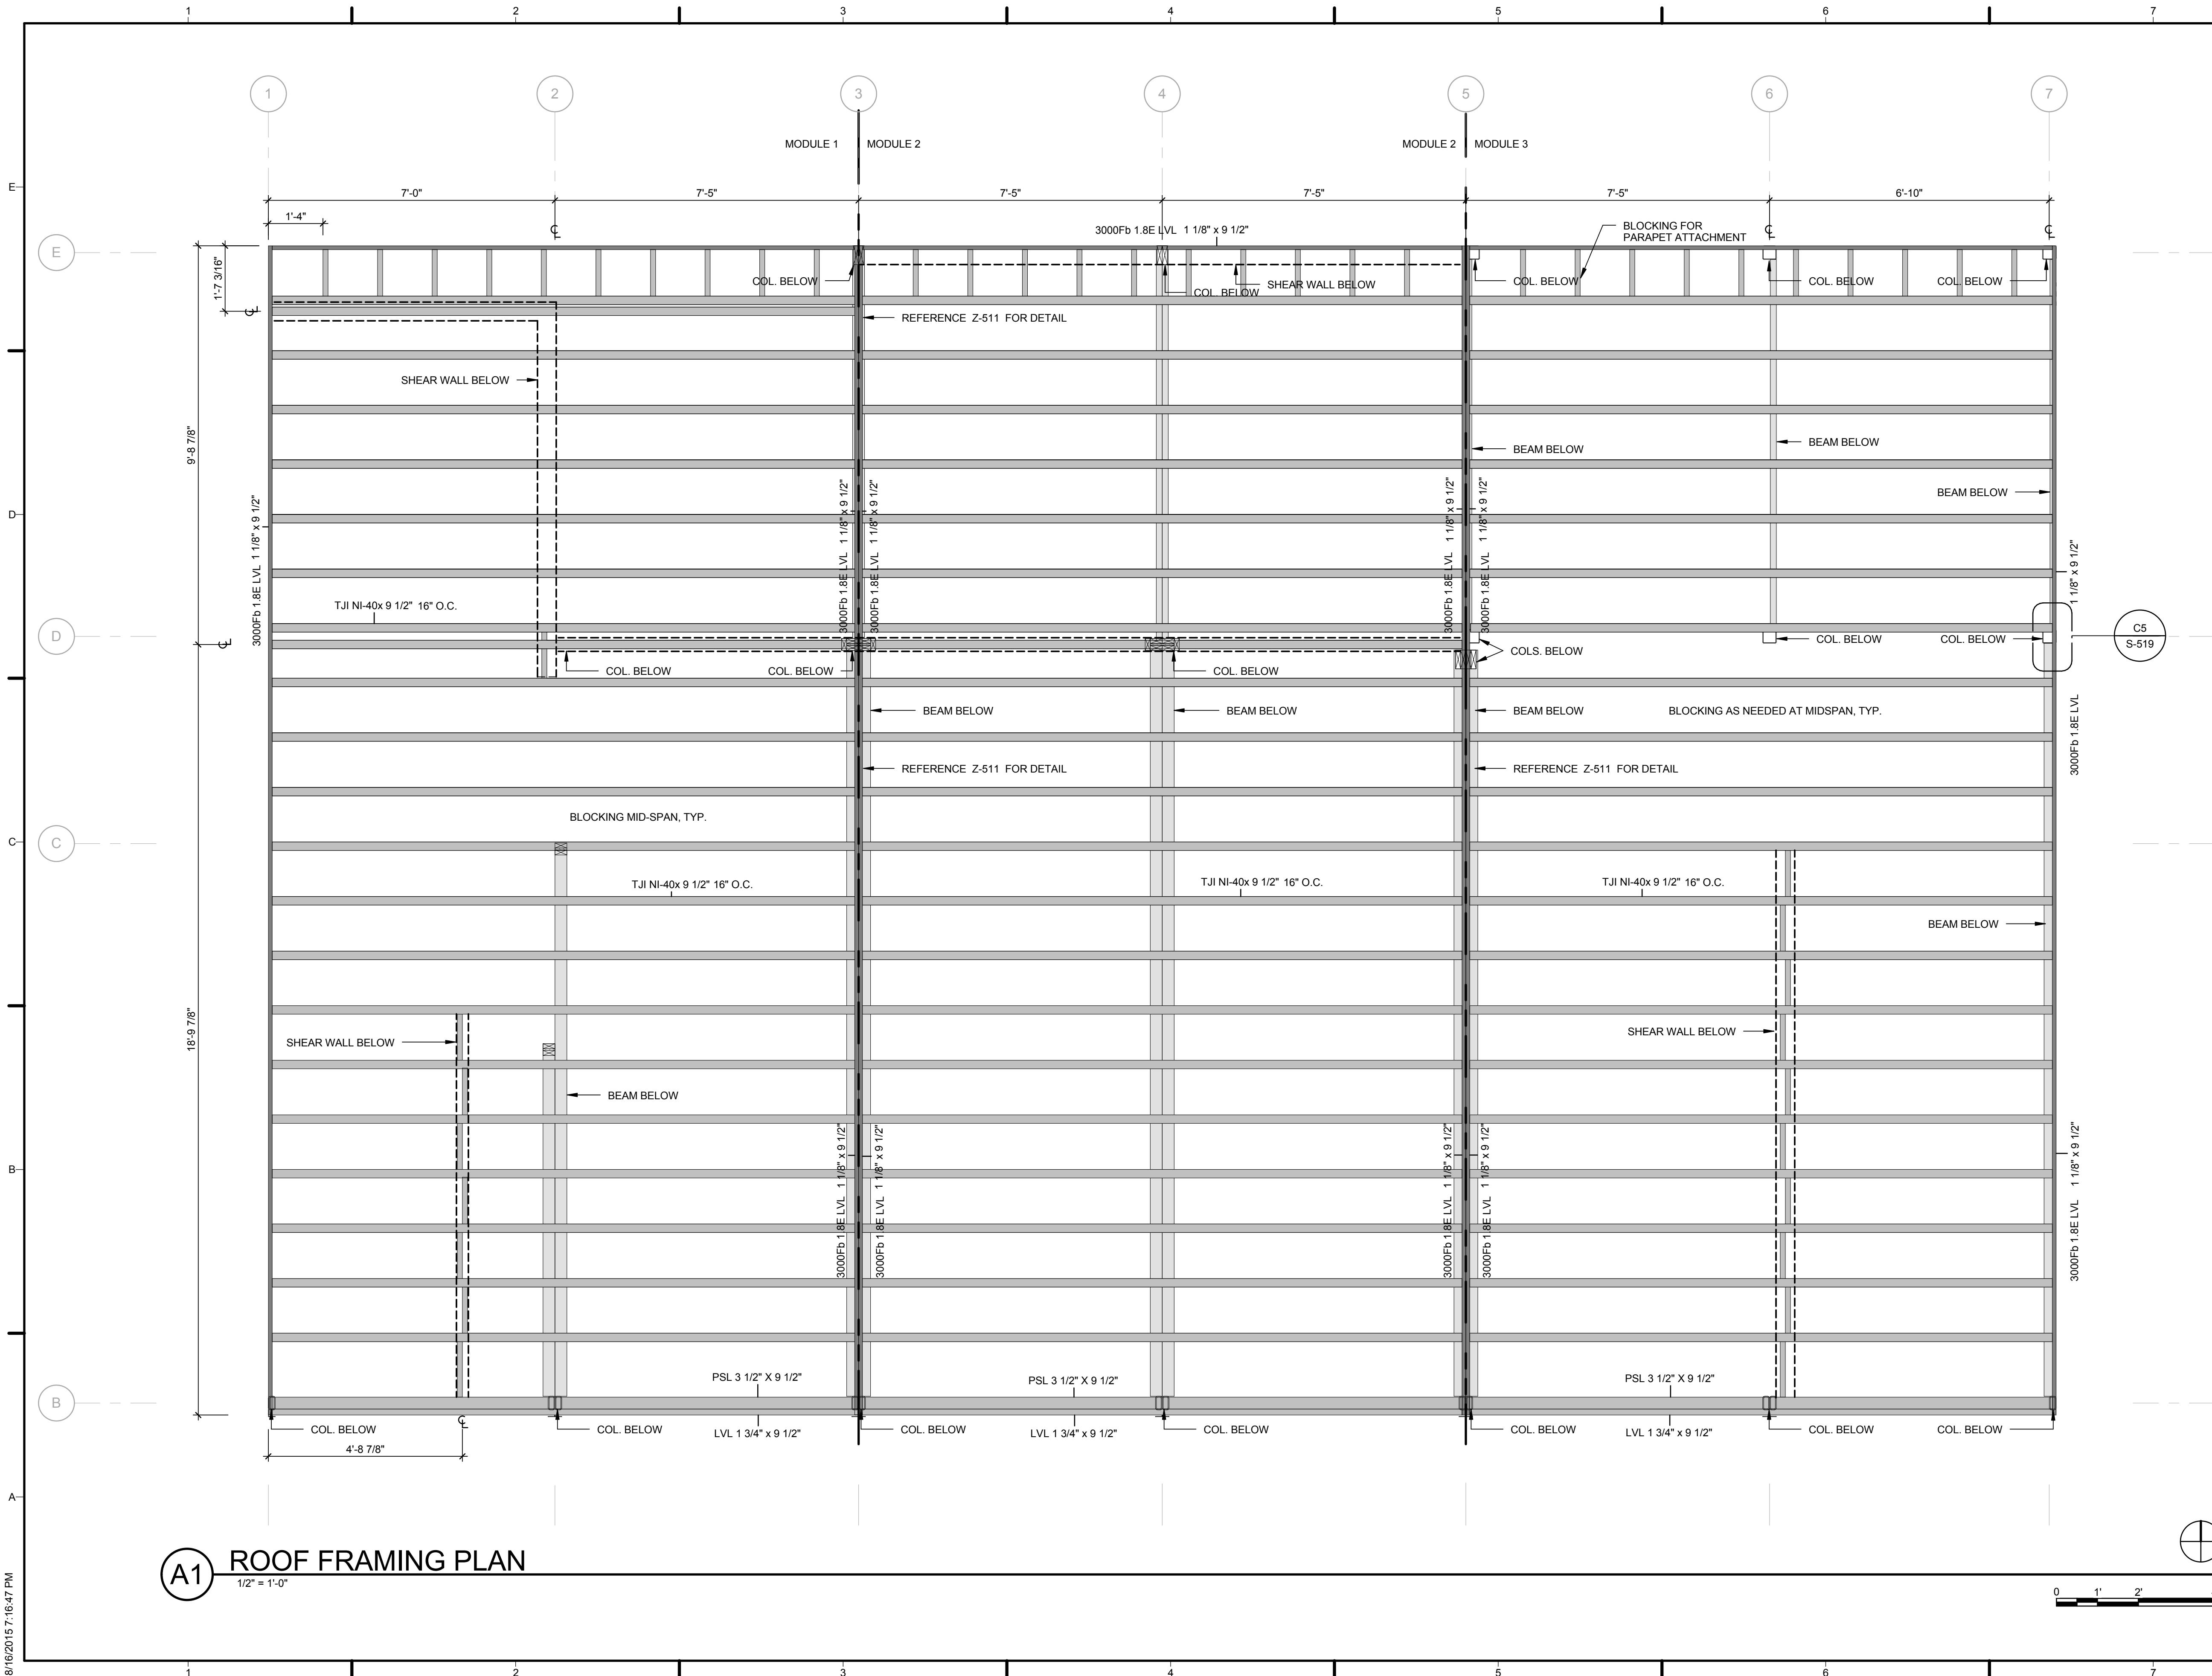 1 2 3 4 5 6 7
1 2 3 4 5 6 7
MODULE 1 MODULE 2
MODULE 2 MODULE 3
E
7'-0" 7'-5" 7'-5" 7'-5" 7'-5" 6'-10"
1'-4"
BLOCKING FOR
PARAPET ATTACHMENT
3000Fb 1.8E LVL 1 1/8" x 9 1/2"
E
1'-7 3/16"
COL. BELOW
COL. BELOW
SHEAR WALL BELOW
COL. BELOW
COL. BELOW
COL. BELOW
REFERENCE Z-511 FOR DETAIL
SHEAR WALL BELOW
9'-8 7/8"
BEAM BELOW
BEAM BELOW
BEAM BELOW
D
3000Fb 1.8E LVL 1 1/8" x 9 1/2"
3000Fb 1.8E LVL 1 1/8" x 9 1/2"
3000Fb 1.8E LVL 1 1/8" x 9 1/2"
3000Fb 1.8E LVL 1 1/8" x 9 1/2"
3000Fb 1.8E LVL 1 1/8" x 9 1/2"
3000Fb 1.8E LVL 1 1/8" x 9 1/2"
TJI NI-40x 9 1/2" 16" O.C.
D
COL. BELOW
COL. BELOW
COL. BELOW
COLS. BELOW
COL. BELOW
COL. BELOW
C5
S-519
BEAM BELOW
BEAM BELOW
BEAM BELOW
BLOCKING AS NEEDED AT MIDSPAN, TYP.
REFERENCE Z-511 FOR DETAIL
REFERENCE Z-511 FOR DETAIL
BLOCKING MID-SPAN, TYP.
C
C
TJI NI-40x 9 1/2" 16" O.C.
TJI NI-40x 9 1/2" 16" O.C.
TJI NI-40x 9 1/2" 16" O.C.
BEAM BELOW
18'-9 7/8"
SHEAR WALL BELOW
SHEAR WALL BELOW
BEAM BELOW
B
3000Fb 1.8E LVL 1 1/8" x 9 1/2"
3000Fb 1.8E LVL 1 1/8" x 9 1/2"
3000Fb 1.8E LVL 1 1/8" x 9 1/2"
3000Fb 1.8E LVL 1 1/8" x 9 1/2"
3000Fb 1.8E LVL 1 1/8" x 9 1/2"
PSL 3 1/2" X 9 1/2"
PSL 3 1/2" X 9 1/2"
PSL 3 1/2" X 9 1/2"
B
COL. BELOW
COL. BELOW
LVL 1 3/4" x 9 1/2"
COL. BELOW
LVL 1 3/4" x 9 1/2"
COL. BELOW
COL. BELOW
LVL 1 3/4" x 9 1/2"
COL. BELOW
COL. BELOW
4'-8 7/8"
A
A1 ROOF FRAMING PLAN
1/2" = 1'-0"
0 1' 2'
8/16/2015 7:16:47 PM
1 2 3 4 5 6 7